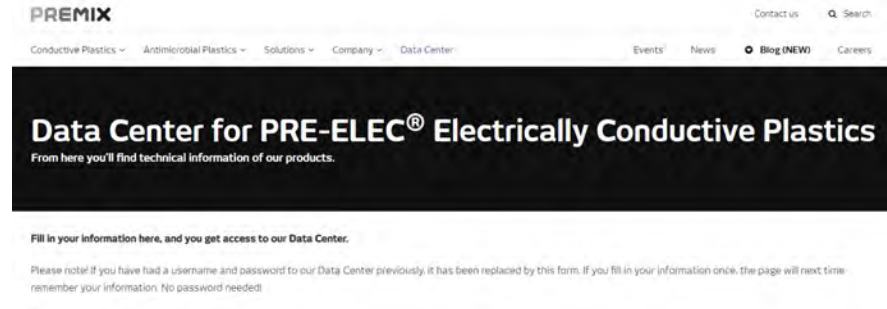 PREMIX
Contact us Search
Conductive Plastics Antimicrobial Plastics Solutions Company Data Center Events News Blog (NEW) Careers
Data Center for PRE-ELEC® Electrically Conductive Plastics
From here you'll find technical information of our products.
Fill in your information here, and you get access to our Data Center.
Please note! If you have had a username and password to our Data Center previously, it has been replaced by this form. If you fill in your information once, the page will next time
remember your information. No password needed!